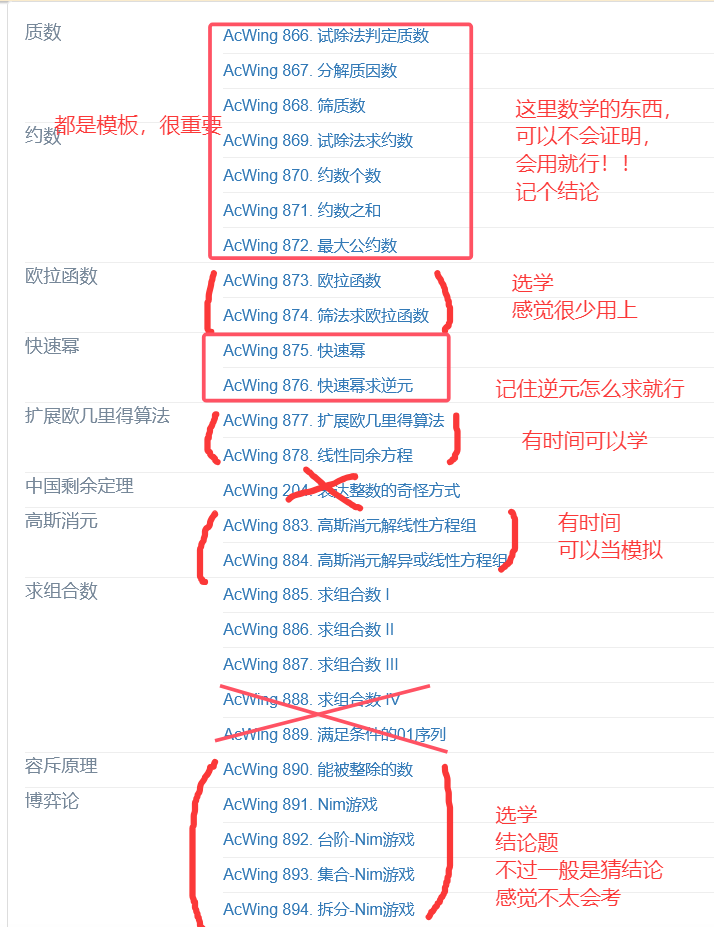 质数
AcWing 866. 试除法判定质数
AcWing 867. 分解质因数
AcWing 868. 筛质数
都是模板，很重要
这里数学的东西，
可以不会证明，
会用就行！！
记个结论
约数
AcWing 869. 试除法求约数
AcWing 870. 约数个数
AcWing 871. 约数之和
AcWing 872. 最大公约数
欧拉函数
AcWing 873. 欧拉函数
AcWing 874. 筛法求欧拉函数
选学
感觉很少用上
快速幂
AcWing 875. 快速幂
AcWing 876. 快速幂求逆元
记住逆元怎么求就行
扩展欧几里得算法
AcWing 877. 扩展欧几里得算法
AcWing 878. 线性同余方程
有时间可以学
中国剩余定理
AcWing 204. 表达整数的奇怪方式
高斯消元
AcWing 883. 高斯消元解线性方程组
AcWing 884. 高斯消元解异或线性方程组
有时间
可以当模拟
求组合数
AcWing 885. 求组合数 I
AcWing 886. 求组合数 II
AcWing 887. 求组合数 III
AcWing 888. 求组合数 IV
AcWing 889. 满足条件的01序列
容斥原理
AcWing 890. 能被整除的数
博弈论
AcWing 891. Nim游戏
AcWing 892. 台阶-Nim游戏
AcWing 893. 集合-Nim游戏
AcWing 894. 拆分-Nim游戏
选学
结论题
不过一般是猜结论
感觉不太会考